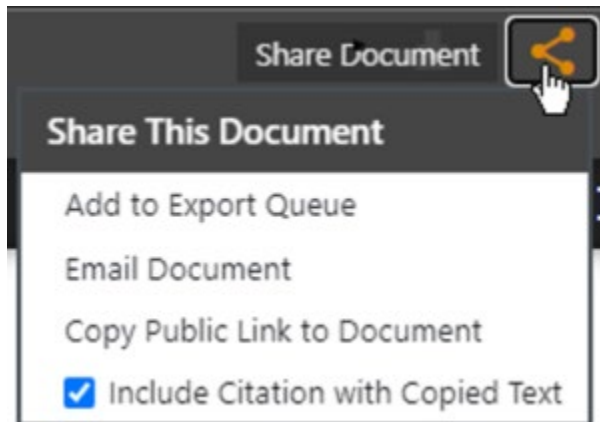 Share Document
Share This Document
Add to Export Queue
Email Document
Copy Public Link to Document
Include Citation with Copied Text